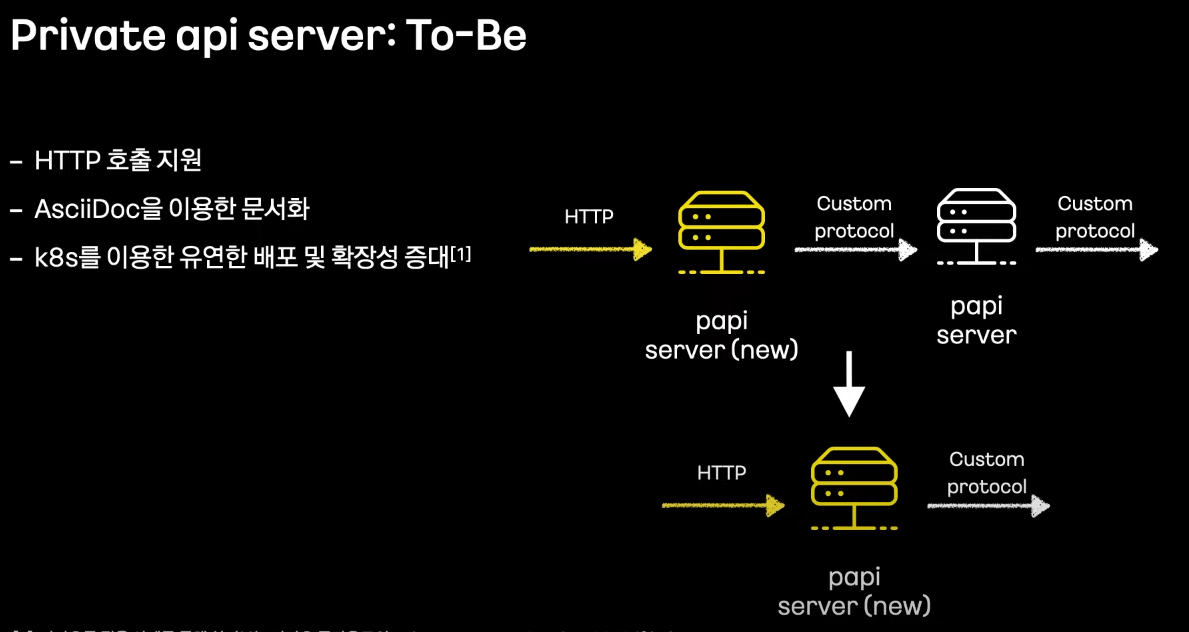 Private api server: To-Be
– HTTP 호출 지원
– AsciiDoc을 이용한 문서화
– k8s를 이용한 유연한 배포 및 확장성 증대[1]
HTTP
Custom
protocol
Custom
protocol
papi
server (new)
papi
server
HTTP
Custom
protocol
papi
server (new)